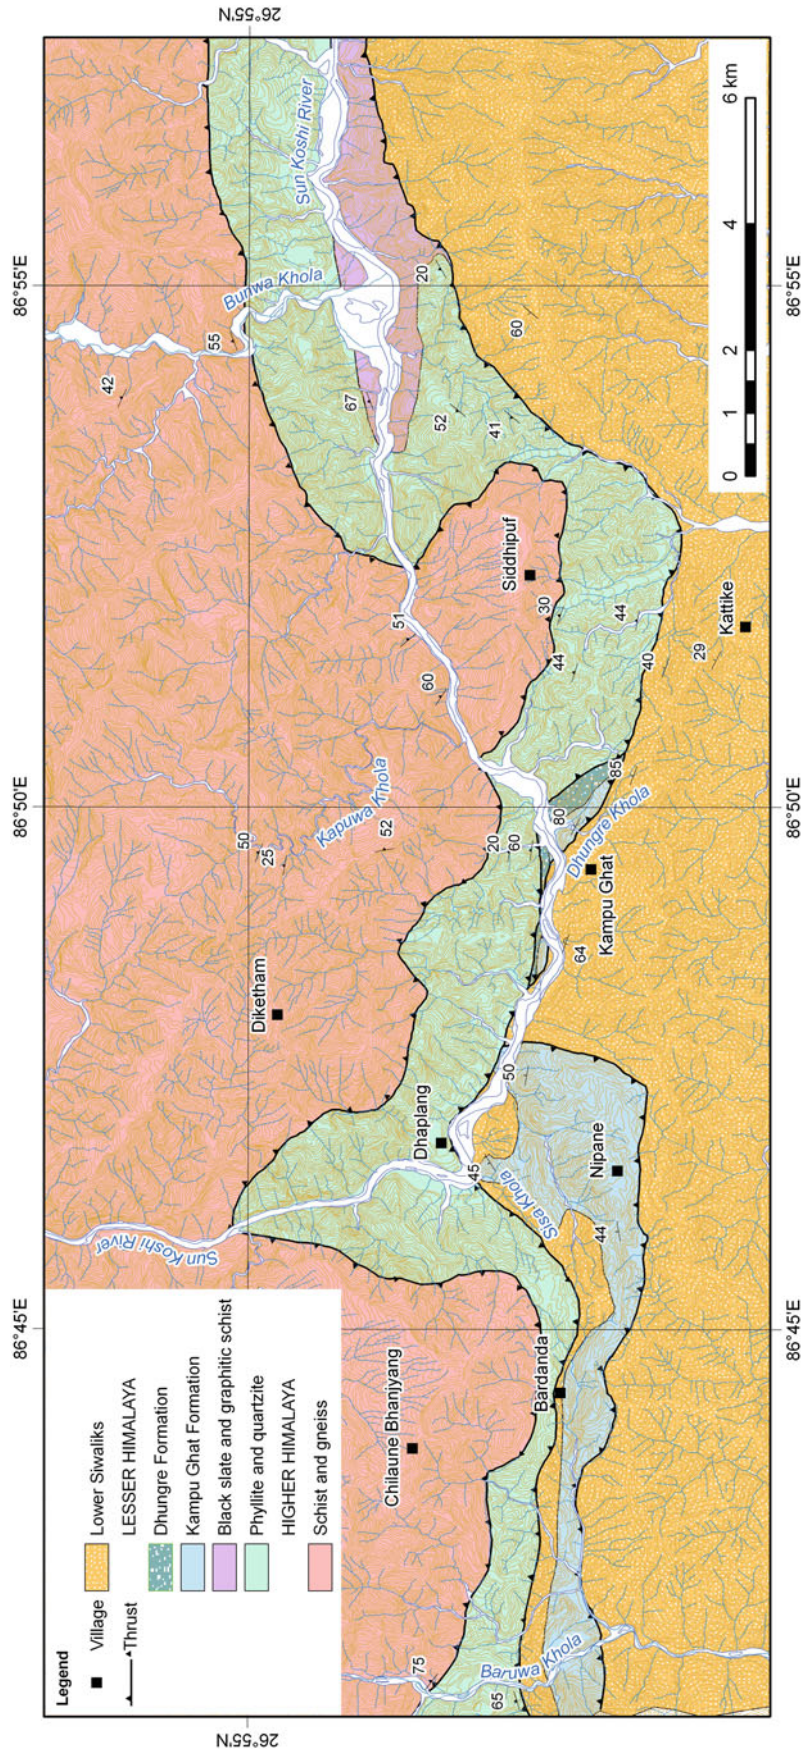 Legend
Village
Thrust
Lower Siwaliks
LESSER HIMALAYA
Dhungre Formation
Kampu Ghat Formation
Black slate and graphitic schist
Phyllite and quartzite
HIGHER HIMALAYA
Schist and gneiss
86°45'E
86°50'E
86°55'E
26°55'N
26°55'N
86°45'E
86°50'E
86°55'E
Sun Koshi River
Diketham
50
25
Kapuwa Khola
52
42
55
Bunwa Khola
Sun Koshi River
Chilaune Bhanjyang
75
65
Baruwa Khola
Bardanda
Dhaplang
45
Sisa Khola
50
44
Nipane
20
60
80
85
64
Kampu Ghat
Dhungre Khola
60
51
44
30
Siddhipuf
44
40
29
Kattike
67
52
41
20
60
0 1 2 4 6 km